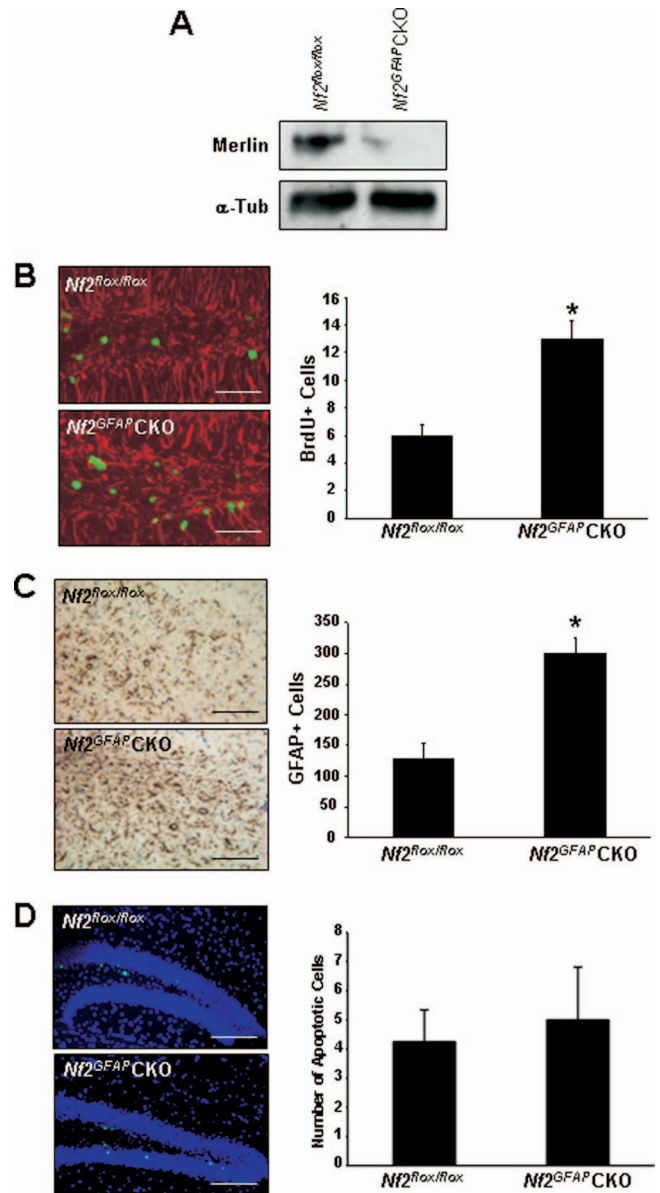 A
Nf2flox/flox
Nf2GFAPCKO
Merlin
α-Tub
B
Nf2flox/flox
Nf2GFAPCKO
BrdU+ Cells
16
14
12
10
8
6
4
2
0
*
Nf2flox/flox
Nf2GFAPCKO
C
Nf2flox/flox
Nf2GFAPCKO
GFAP+ Cells
350
300
250
200
150
100
50
0
*
Nf2flox/flox
Nf2GFAPCKO
D
Nf2flox/flox
Nf2GFAPCKO
Number of Apoptotic Cells
8
7
6
5
4
3
2
1
0
Nf2flox/flox
Nf2GFAPCKO